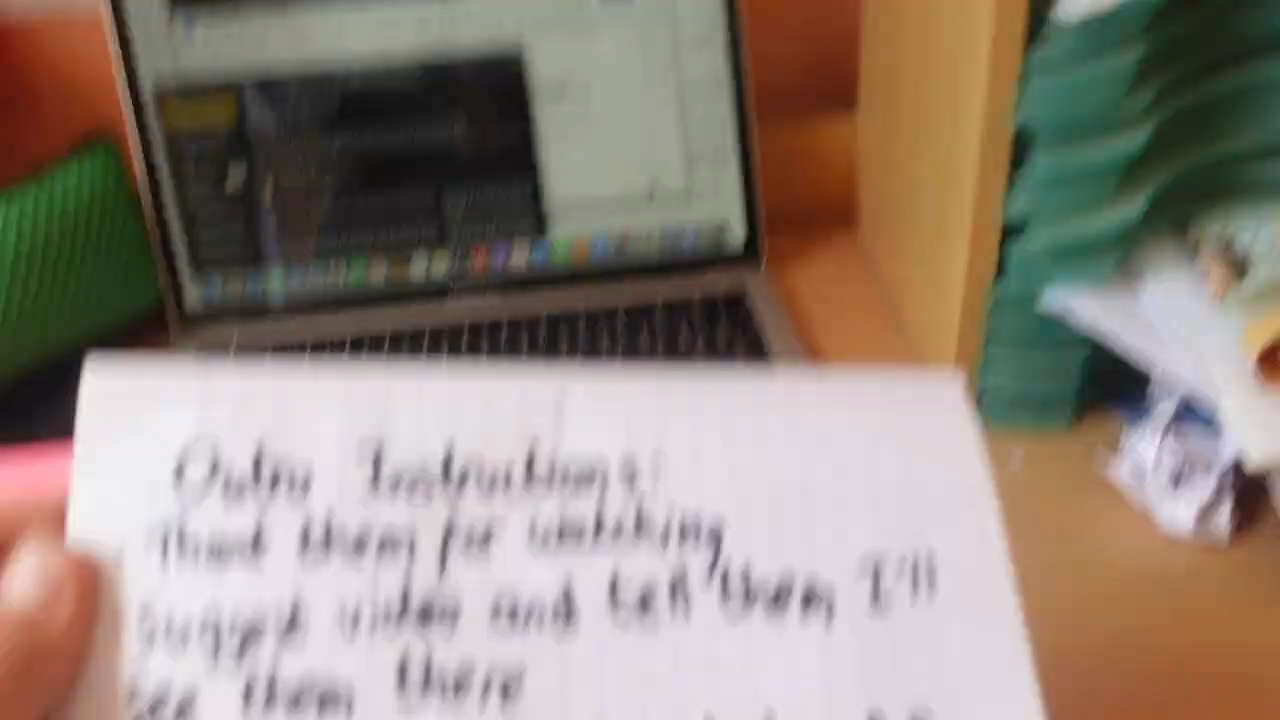 Outro Instructions:
Thank them for watching,
Suggest video and tell them I'll
see them there